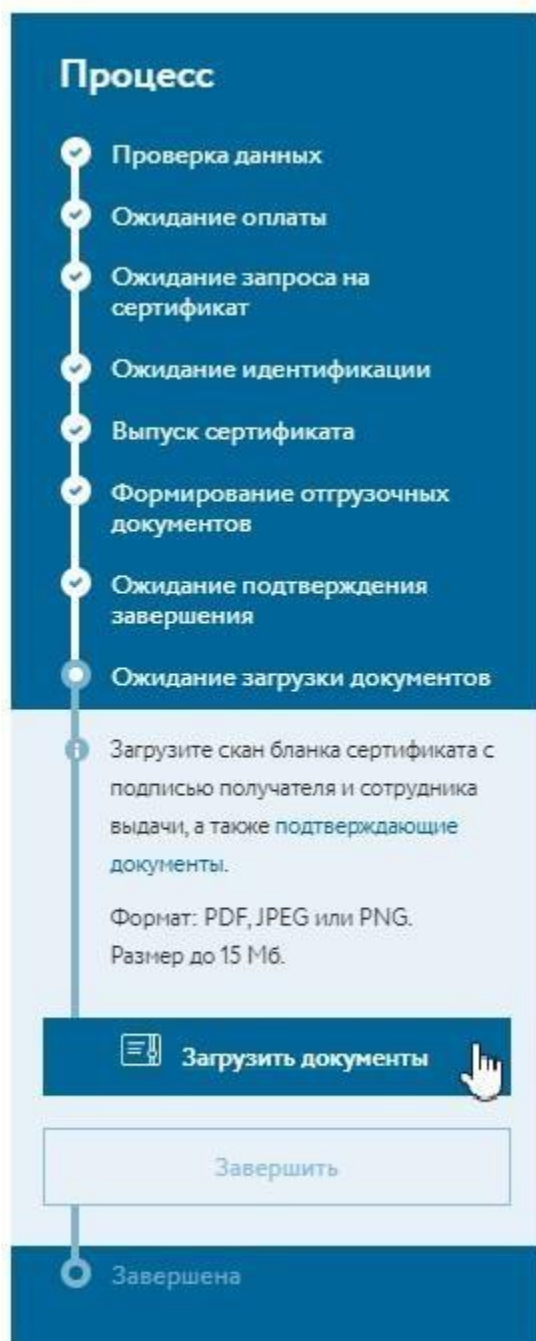 Процесс
Проверка данных
Ожидание оплаты
Ожидание запроса на
сертификат
Ожидание идентификации
Выпуск сертификата
Формирование отгрузочных
документов
Ожидание подтверждения
завершения
Ожидание загрузки документов
Загрузите скан бланка сертификата с
подписью получателя и сотрудника
выдачи, а также подтверждающие
документы.
Формат: PDF, JPEG или PNG.
Размер до 15 Мб.
Загрузить документы
Завершить
Завершена